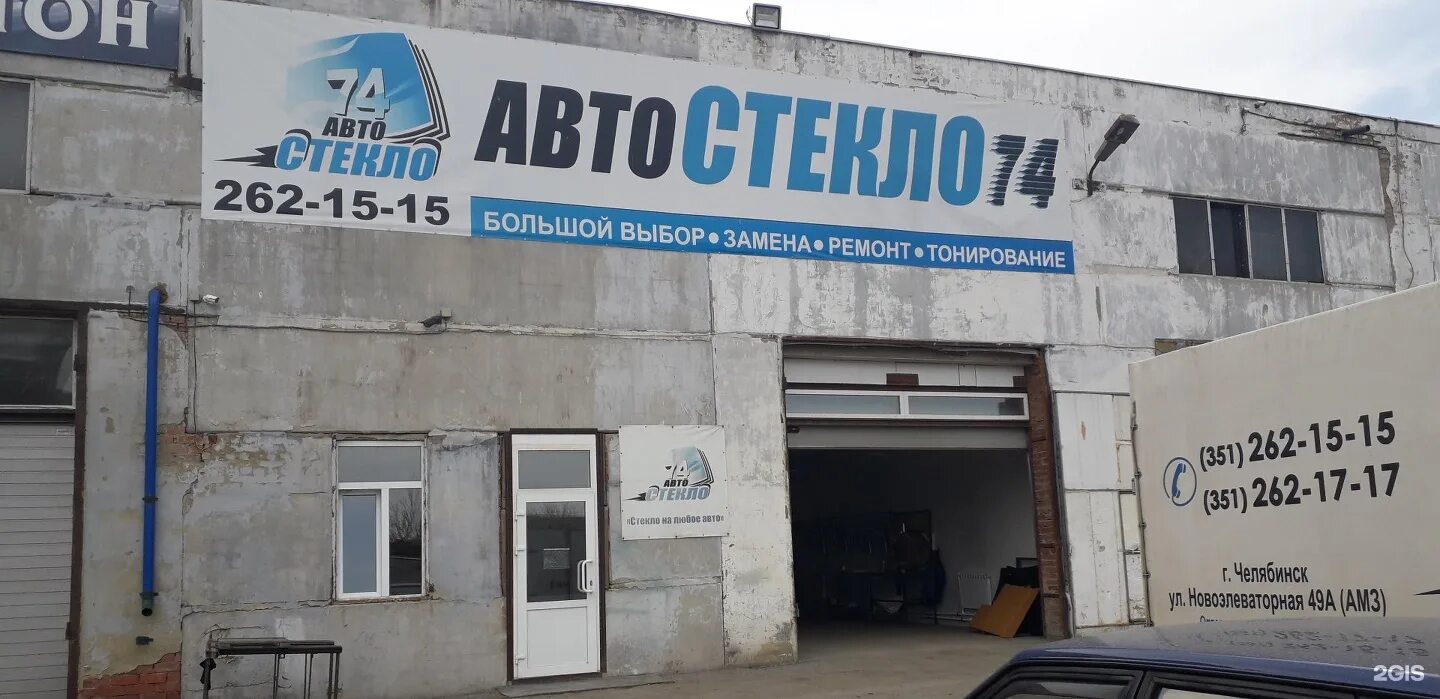 ТОН
74
АВТО
СТЕКЛО
262-15-15
АВТОСТЕКЛО74
БОЛЬШОЙ ВЫБОР • ЗАМЕНА • РЕМОНТ • ТОНИРОВАНИЕ
74
АВТО
СТЕКЛО
«Стекло на любое авто»
(351) 262-15-15
(351) 262-17-17
г. Челябинск
ул. Новоэлеваторная 49А (АМЗ)
2GIS